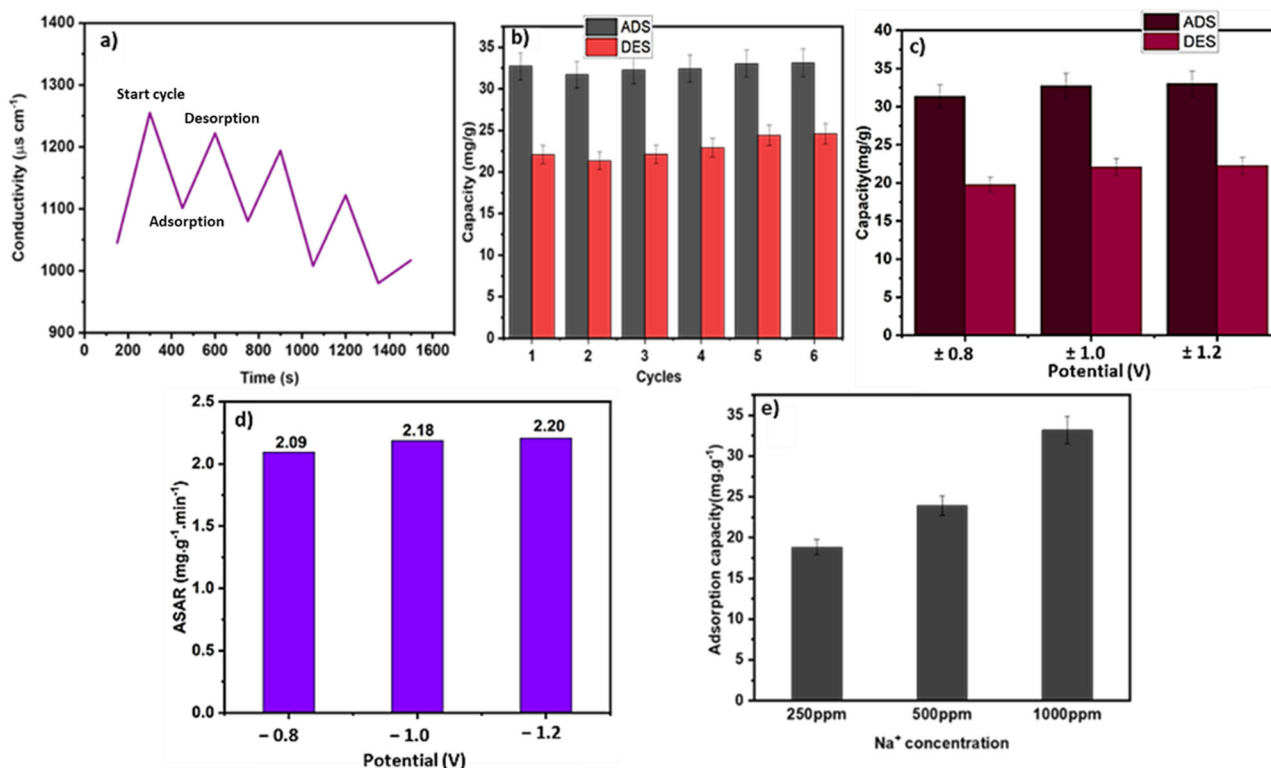 a)
Start cycle
Desorption
Adsorption
1400
1300
1200
1100
1000
900
Conductivity (µs cm⁻¹)
0 200 400 600 800 1000 1200 1400 1600
Time (s)
b)
ADS
DES
35
30
25
20
15
10
5
0
Capacity (mg/g)
1 2 3 4 5 6
Cycles
c)
ADS
DES
40
35
30
25
20
15
10
5
0
Capacity(mg/g)
± 0.8 ± 1.0 ± 1.2
Potential (V)
d)
2.09 2.18 2.20
2.5
2.0
1.5
1.0
0.5
0.0
ASAR (mg.g⁻¹.min⁻¹)
– 0.8 – 1.0 – 1.2
Potential (V)
e)
35
30
25
20
15
10
5
0
Adsorption capacity(mg.g⁻¹)
250ppm 500ppm 1000ppm
Na⁺ concentration